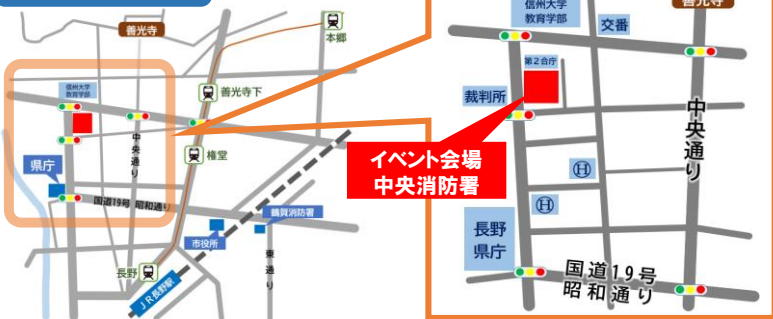 善光寺
本郷
信州大学
教育学部
善光寺下
中央通り
権堂
県庁
国道19号 昭和通り
鶴賀消防署
市役所
東通り
長野
JR長野駅
イベント会場
中央消防署
信州大学
教育学部
交番
善光寺
第2合庁
裁判所
中央通り
H
H
長野
県庁
国道19号
昭和通り